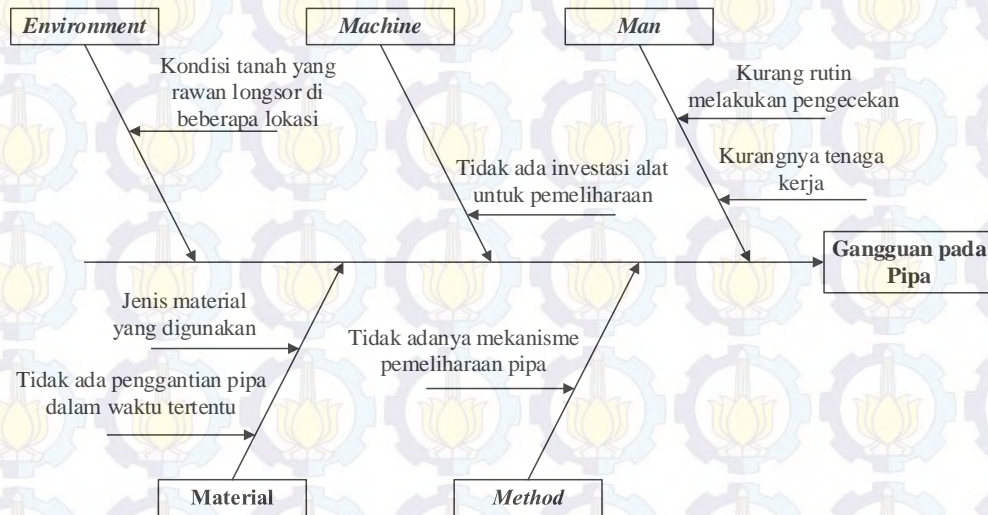 Environment
Machine
Man
Kondisi tanah yang
rawan longsor di
beberapa lokasi
Tidak ada investasi alat
untuk pemeliharaan
Kurang rutin
melakukan pengecekan
Kurangnya tenaga
kerja
Gangguan pada
Pipa
Jenis material
yang digunakan
Tidak ada penggantian pipa
dalam waktu tertentu
Tidak adanya mekanisme
pemeliharaan pipa
Material
Method